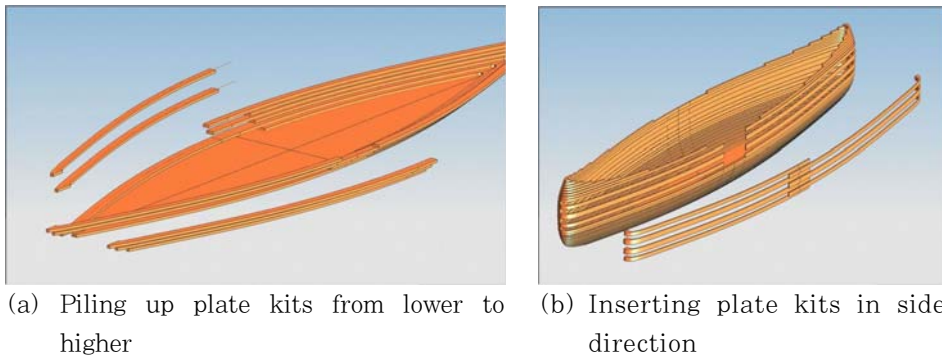 (a) Piling up plate kits from lower to
higher
(b) Inserting plate kits in side
direction